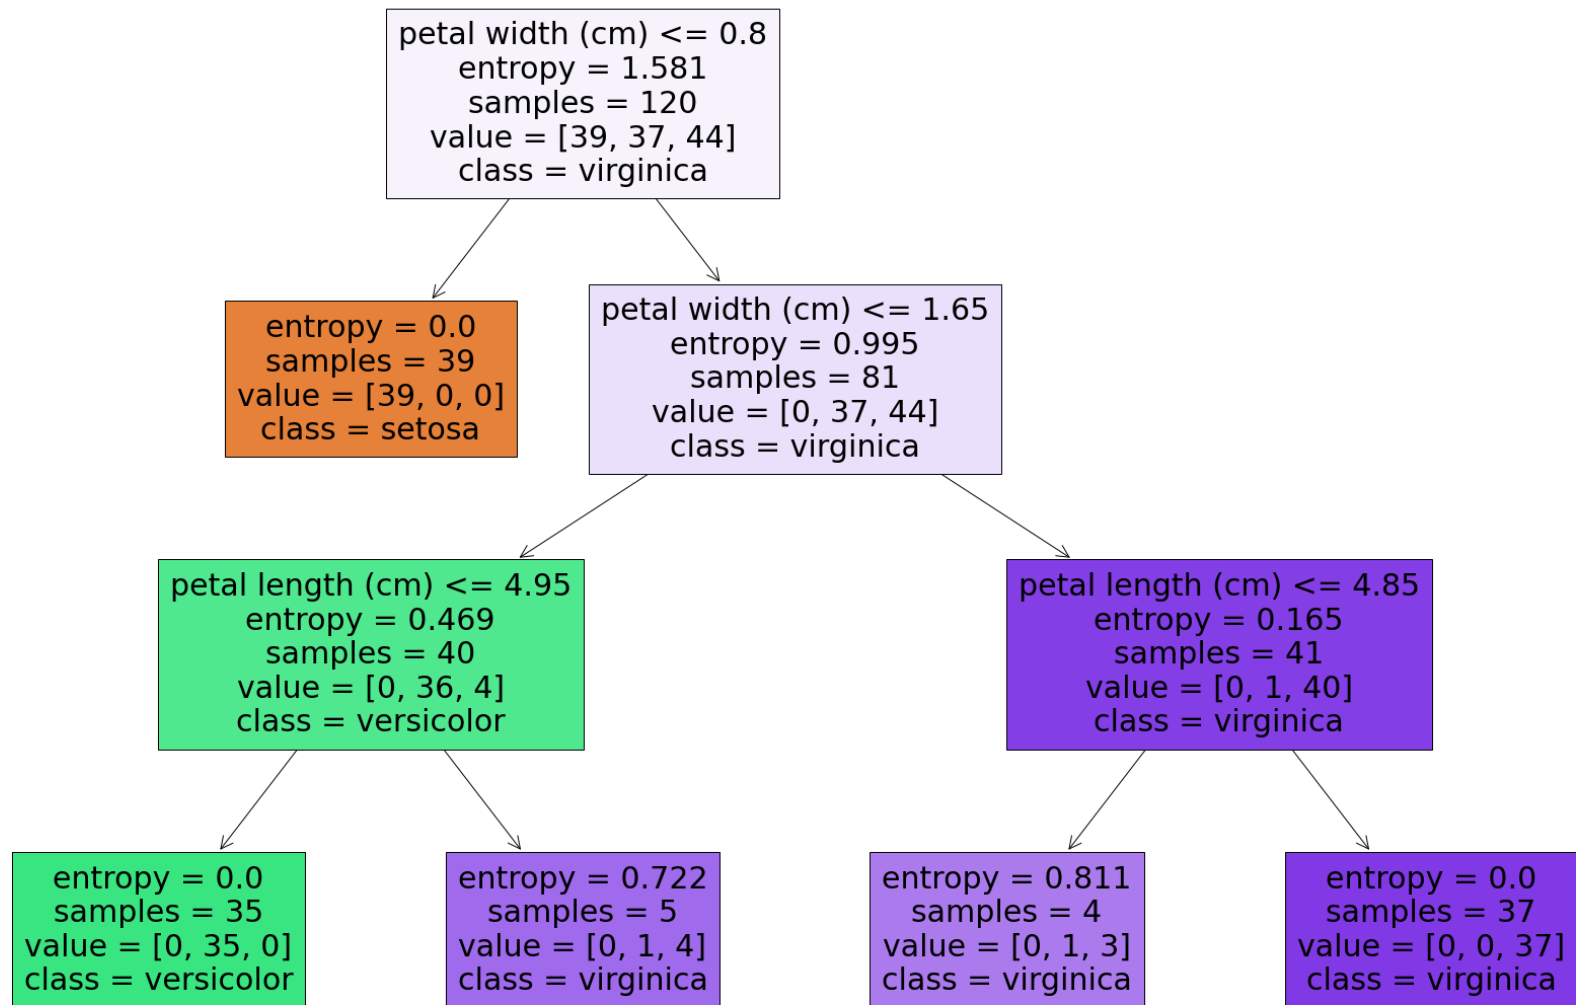 petal width (cm) <= 0.8
entropy = 1.581
samples = 120
value = [39, 37, 44]
class = virginica
entropy = 0.0
samples = 39
value = [39, 0, 0]
class = setosa
petal width (cm) <= 1.65
entropy = 0.995
samples = 81
value = [0, 37, 44]
class = virginica
petal length (cm) <= 4.95
entropy = 0.469
samples = 40
value = [0, 36, 4]
class = versicolor
petal length (cm) <= 4.85
entropy = 0.165
samples = 41
value = [0, 1, 40]
class = virginica
entropy = 0.0
samples = 35
value = [0, 35, 0]
class = versicolor
entropy = 0.722
samples = 5
value = [0, 1, 4]
class = virginica
entropy = 0.811
samples = 4
value = [0, 1, 3]
class = virginica
entropy = 0.0
samples = 37
value = [0, 0, 37]
class = virginica